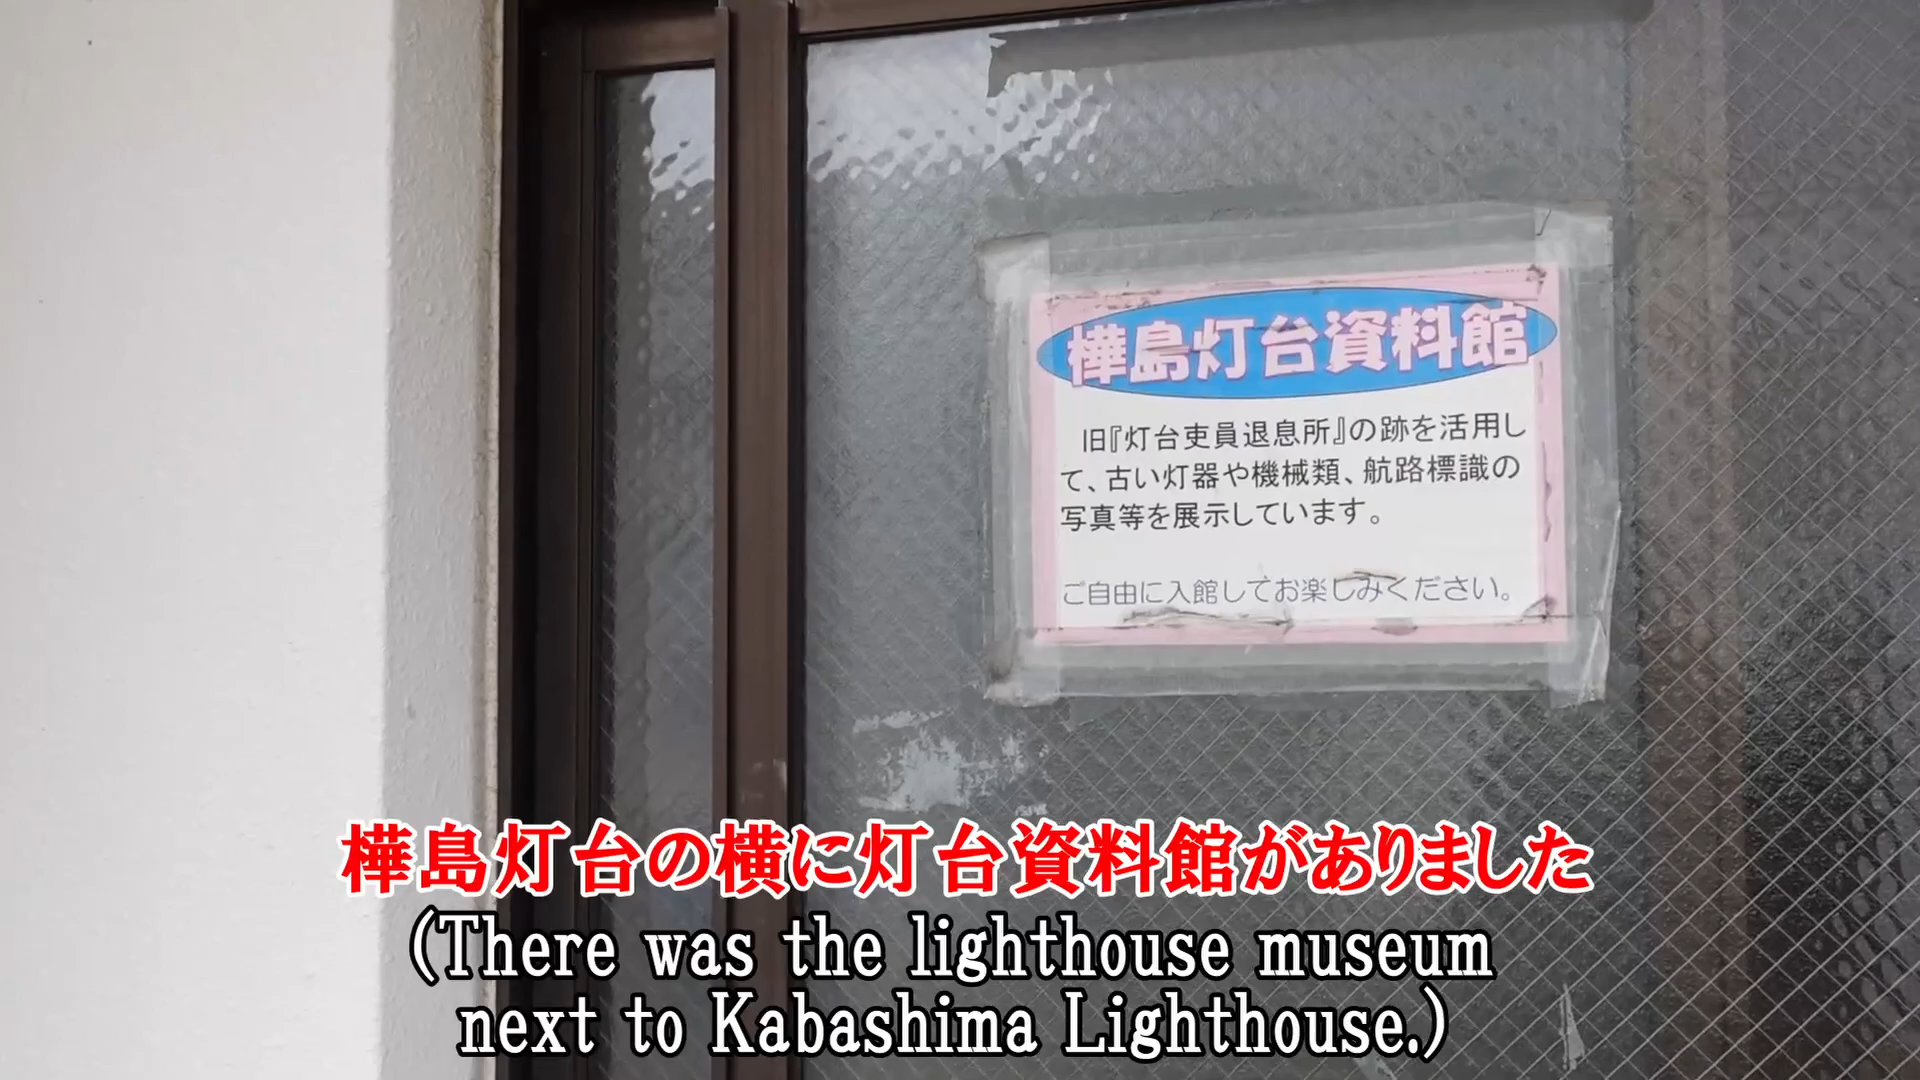 樺島灯台資料館
旧『灯台吏員退息所』の跡を活用し
て、古い灯器や機械類、航路標識の
写真等を展示しています。
ご自由に入館してお楽しみください。
樺島灯台の横に灯台資料館がありました
(There was the lighthouse museum
next to Kabashima Lighthouse.)